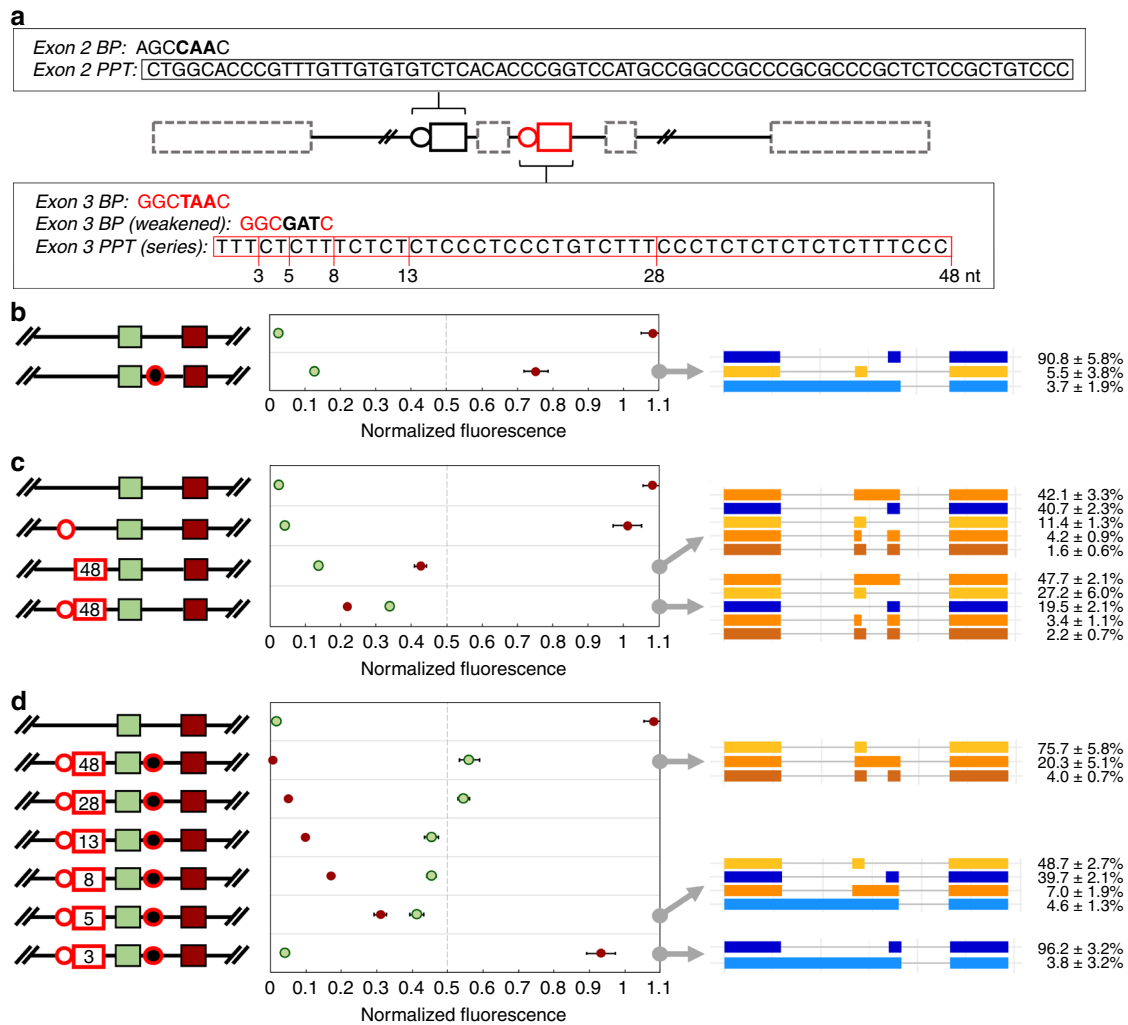 a
Exon 2 BP: AGCCAAC
Exon 2 PPT: CTGGCACCCGTTTGTTGTGTGTCTCACACCCGGTCCATGCCGGCCGCCCGCGCCCGCTCTCCGCTGTCCC
Exon 3 BP: GGCTAAC
Exon 3 BP (weakened): GGCGATC
Exon 3 PPT (series): TTTCTCTTTCTCTCTCCCTCCCTGTCTTTCCCTCTCTCTCTCTTTCCC
3 5 8 13 28 48 nt
b
90.8 ± 5.8%
5.5 ± 3.8%
3.7 ± 1.9%
0 0.1 0.2 0.3 0.4 0.5 0.6 0.7 0.8 0.9 1 1.1
Normalized fluorescence
c
42.1 ± 3.3%
40.7 ± 2.3%
11.4 ± 1.3%
4.2 ± 0.9%
1.6 ± 0.6%
48
48
47.7 ± 2.1%
27.2 ± 6.0%
19.5 ± 2.1%
3.4 ± 1.1%
2.2 ± 0.7%
0 0.1 0.2 0.3 0.4 0.5 0.6 0.7 0.8 0.9 1 1.1
Normalized fluorescence
d
48
28
13
8
5
3
75.7 ± 5.8%
20.3 ± 5.1%
4.0 ± 0.7%
48.7 ± 2.7%
39.7 ± 2.1%
7.0 ± 1.9%
4.6 ± 1.3%
96.2 ± 3.2%
3.8 ± 3.2%
0 0.1 0.2 0.3 0.4 0.5 0.6 0.7 0.8 0.9 1 1.1
Normalized fluorescence